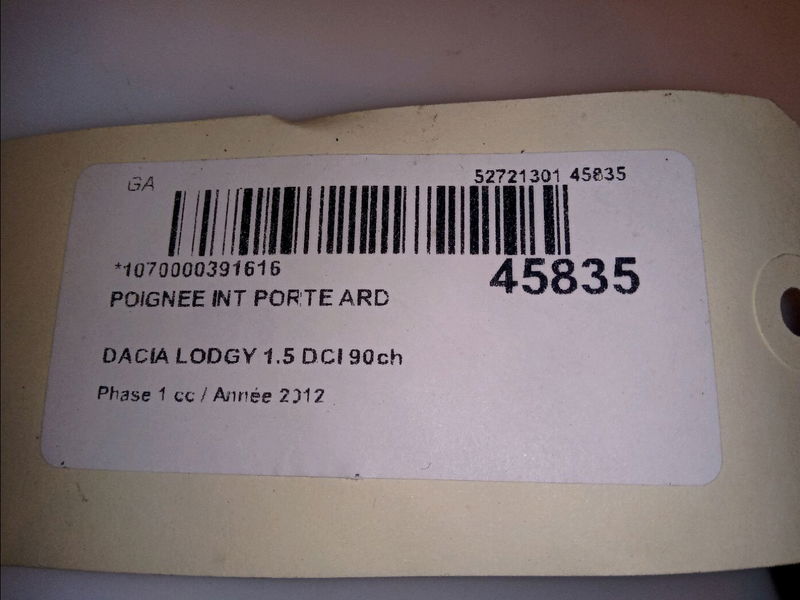 GA 52721301 45835
*1070000391616 45835
POIGNEE INT PORTE ARD
DACIA LODGY 1.5 DCI 90ch
Phase 1 cc / Année 2012